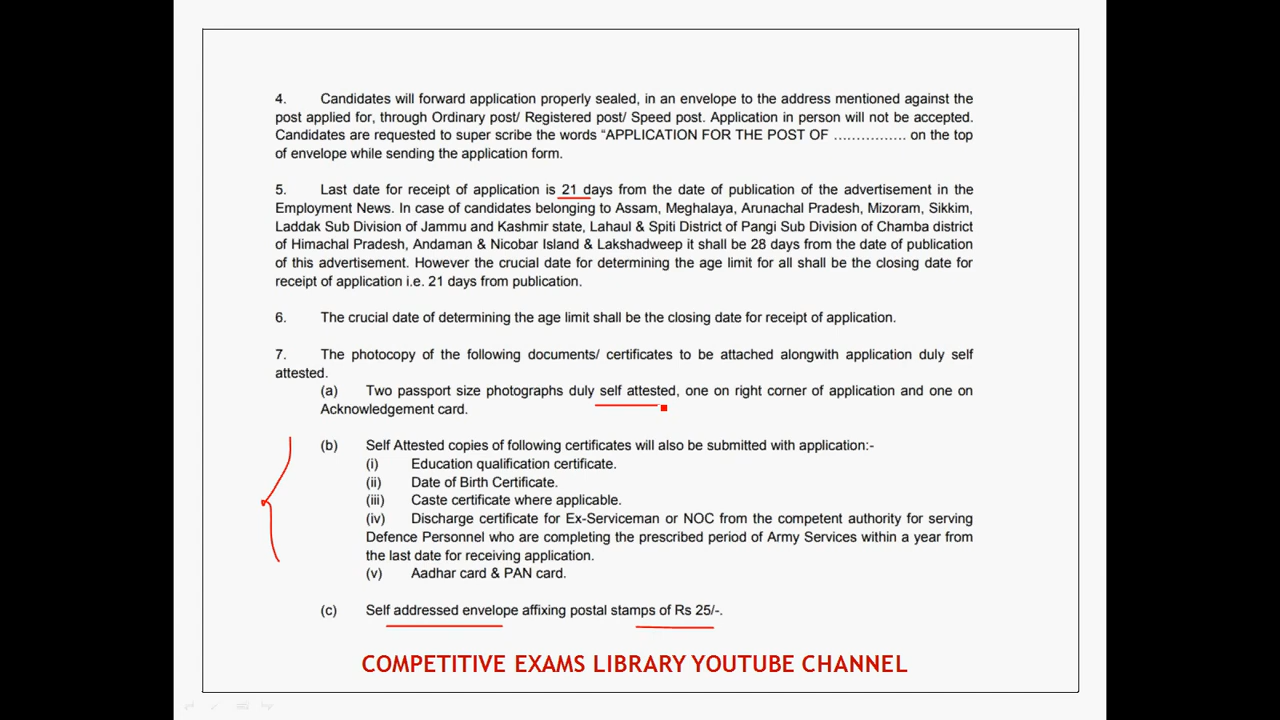 4. Candidates will forward application properly sealed, in an envelope to the address mentioned against the
post applied for, through Ordinary post/ Registered post/ Speed post. Application in person will not be accepted.
Candidates are requested to super scribe the words “APPLICATION FOR THE POST OF …………… on the top
of envelope while sending the application form.
5. Last date for receipt of application is 21 days from the date of publication of the advertisement in the
Employment News. In case of candidates belonging to Assam, Meghalaya, Arunachal Pradesh, Mizoram, Sikkim,
Laddak Sub Division of Jammu and Kashmir state, Lahaul & Spiti District of Pangi Sub Division of Chamba district
of Himachal Pradesh, Andaman & Nicobar Island & Lakshadweep it shall be 28 days from the date of publication
of this advertisement. However the crucial date for determining the age limit for all shall be the closing date for
receipt of application i.e. 21 days from publication.
6. The crucial date of determining the age limit shall be the closing date for receipt of application.
7. The photocopy of the following documents/ certificates to be attached alongwith application duly self
attested.
(a) Two passport size photographs duly self attested, one on right corner of application and one on
Acknowledgement card.
(b) Self Attested copies of following certificates will also be submitted with application:-
(i) Education qualification certificate.
(ii) Date of Birth Certificate.
(iii) Caste certificate where applicable.
(iv) Discharge certificate for Ex-Serviceman or NOC from the competent authority for serving
Defence Personnel who are completing the prescribed period of Army Services within a year from
the last date for receiving application.
(v) Aadhar card & PAN card.
(c) Self addressed envelope affixing postal stamps of Rs 25/-.
COMPETITIVE EXAMS LIBRARY YOUTUBE CHANNEL